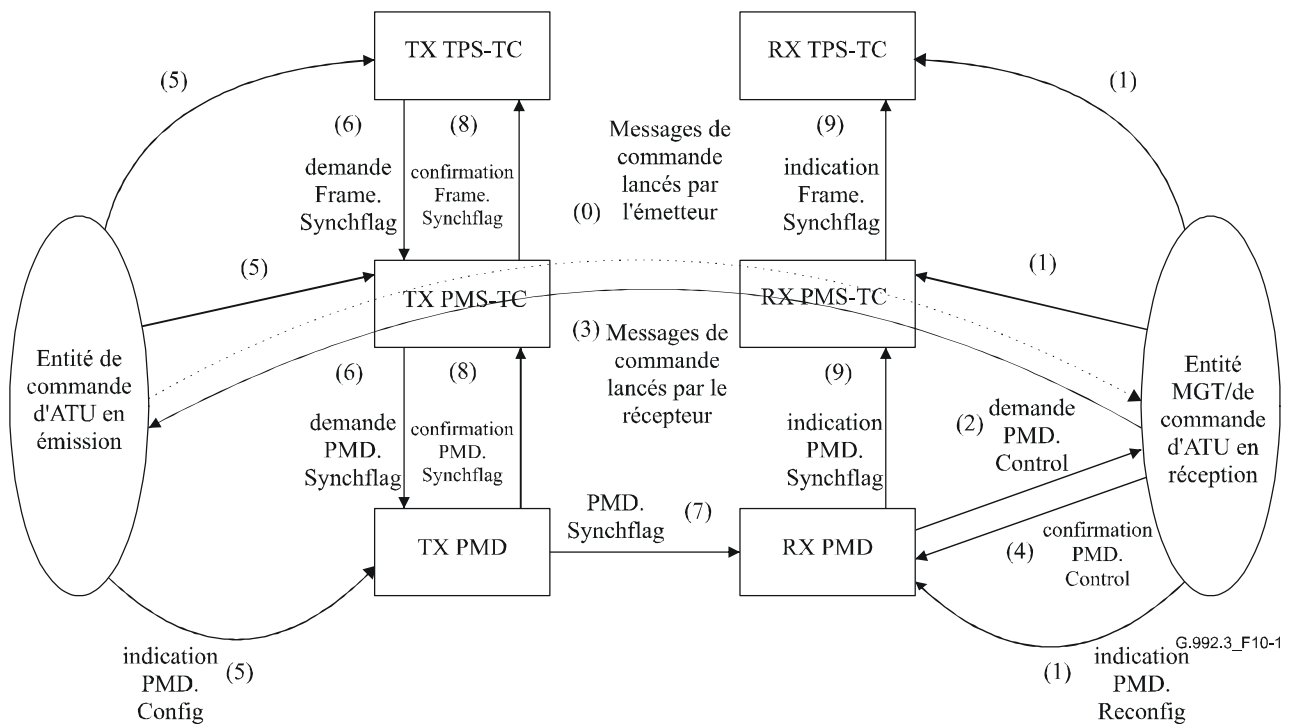 TX TPS-TC
RX TPS-TC
(5)
(1)
(6)
(8)
(9)
demande
Frame.
Synchflag
confirmation
Frame.
Synchflag
(0)
Messages de
commande
lancés par
l'émetteur
indication
Frame.
Synchflag
(5)
(1)
TX PMS-TC
RX PMS-TC
(3)
Messages de
commande
lancés par le
récepteur
Entité de
commande
d'ATU en
émission
Entité
MGT/de
commande
d'ATU en
réception
(6)
(8)
(9)
demande
PMD.
Synchflag
confirmation
PMD.
Synchflag
indication
PMD.
Synchflag
(2)
demande
PMD.
Control
PMD.
Synchflag
(7)
TX PMD
RX PMD
(4)
confirmation
PMD.
Control
indication
PMD.
Config
(5)
(1)
indication
PMD.
Reconfig
G.992.3_F10-1